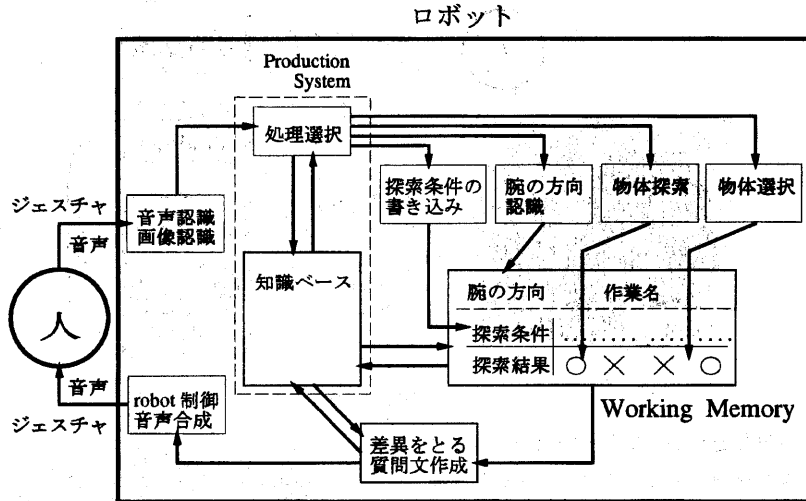 ロボット
Production
System
処理選択
探索条件の
書き込み
腕の方向
認識
物体探索
物体選択
ジェスチャ
音声
音声認識
画像認識
知識ベース
腕の方向
作業名
探索条件
探索結果 ○ × × ○
人
音声
ジェスチャ
robot 制御
音声合成
Working Memory
差異をとる
質問文作成